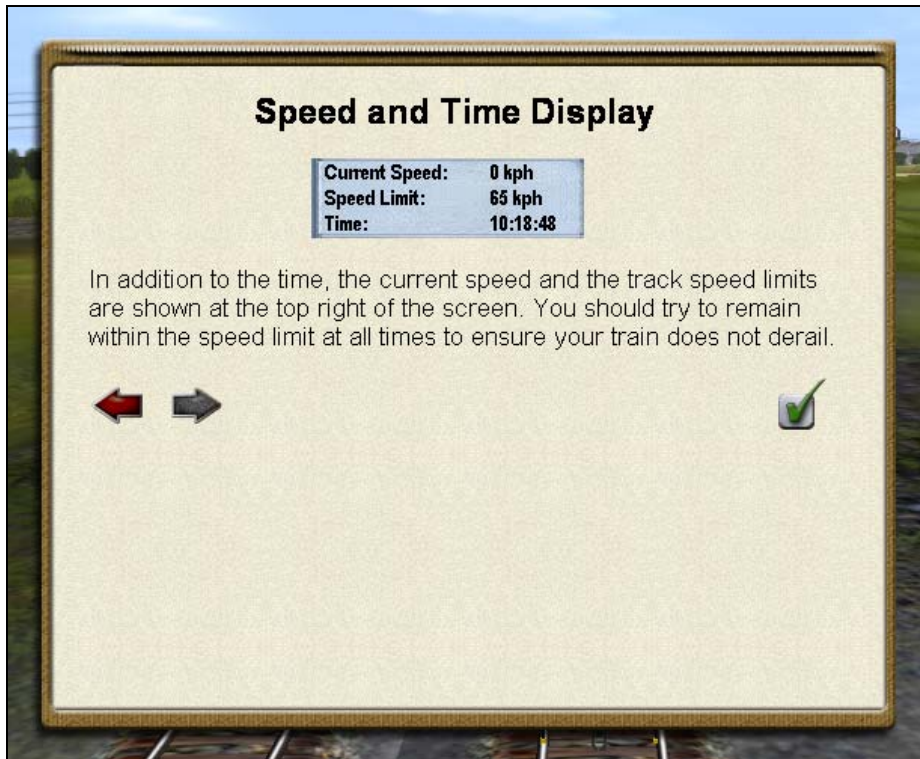 Speed and Time Display
Current Speed: 0 kph
Speed Limit: 65 kph
Time: 10:18:48
In addition to the time, the current speed and the track speed limits
are shown at the top right of the screen. You should try to remain
within the speed limit at all times to ensure your train does not derail.